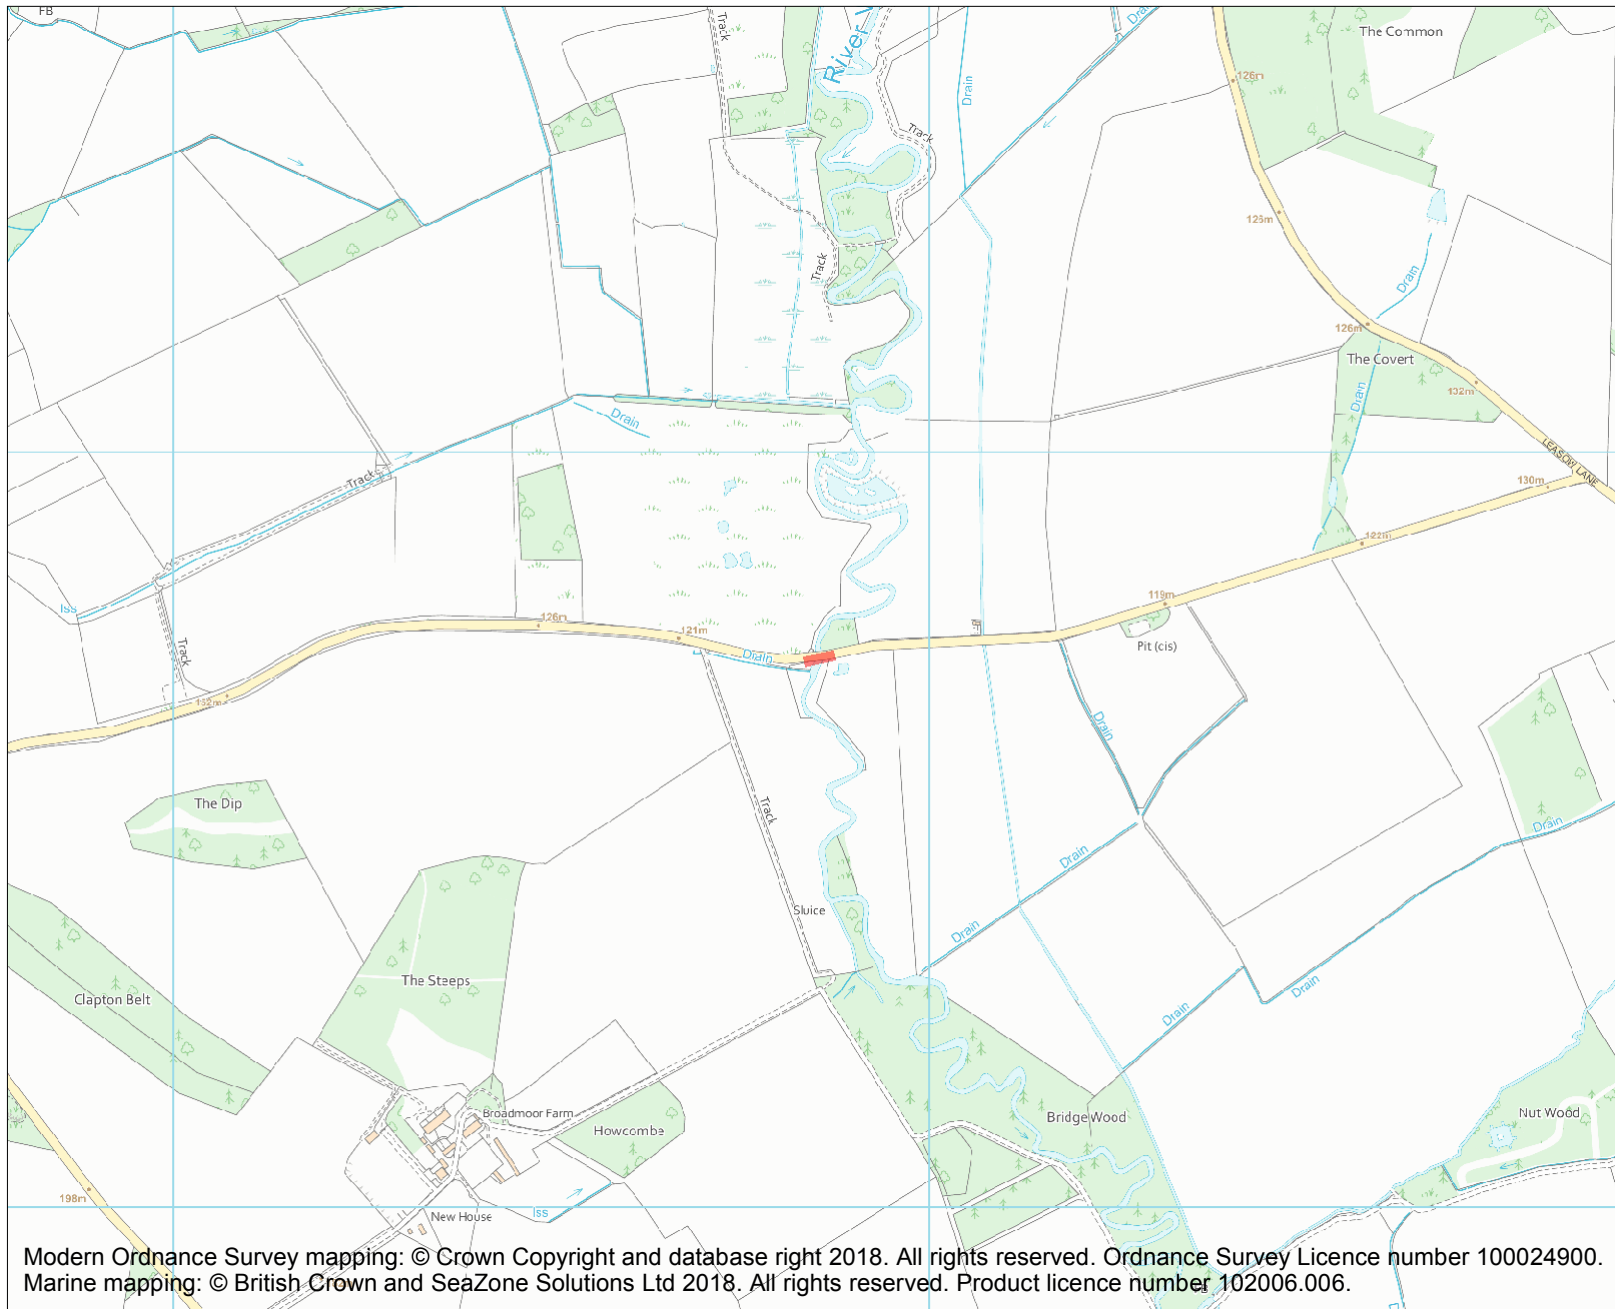 FB
Track
River
Drain
The Common
126m
Drain
Track
126m
Track
Drain
126m
The Covert
132m
Drain
Drain
LEASOW LANE
Track
130m
122m
Iss
119m
126m
121m
Track
Drain
Pit (cis)
132m
Drain
The Dip
Track
Drain
Drain
Sluice
Drain
The Steeps
Clapton Belt
Drain
Drain
Broadmoor Farm
Howcombe
Bridge Wood
Nut Wood
198m
New House
Iss
Modern Ordnance Survey mapping: © Crown Copyright and database right 2018. All rights reserved. Ordnance Survey Licence number 100024900.
Marine mapping: © British Crown and SeaZone Solutions Ltd 2018. All rights reserved. Product licence number 102006.006.